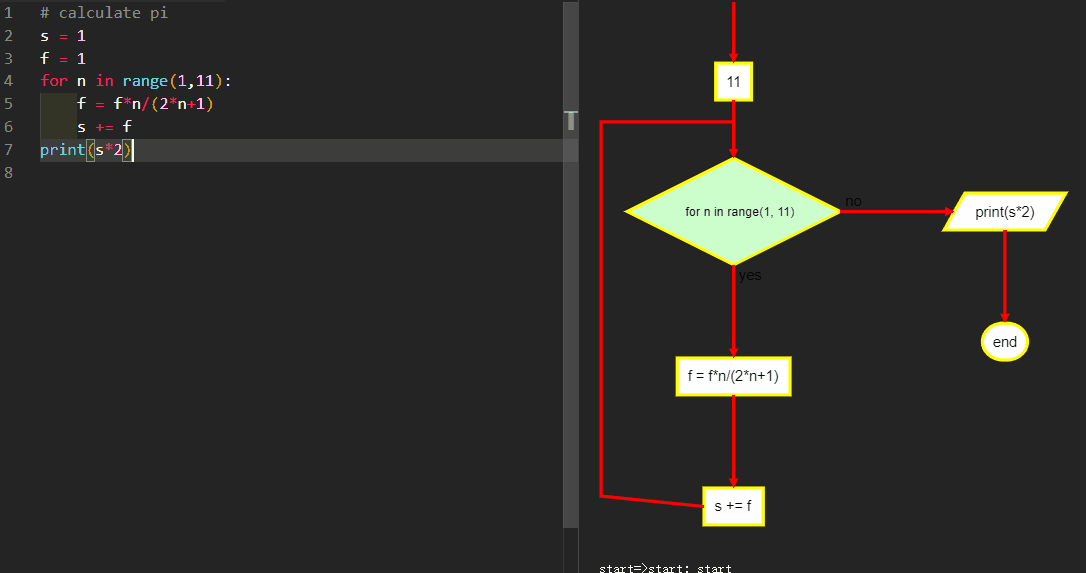 1 # calculate pi
2 s = 1
3 f = 1
4 for n in range(1,11):
5 f = f*n/(2*n+1)
6 s += f
7 print(s*2)
8
11
for n in range(1, 11)
no
print(s*2)
yes
end
f = f*n/(2*n+1)
s += f
start=>start: start